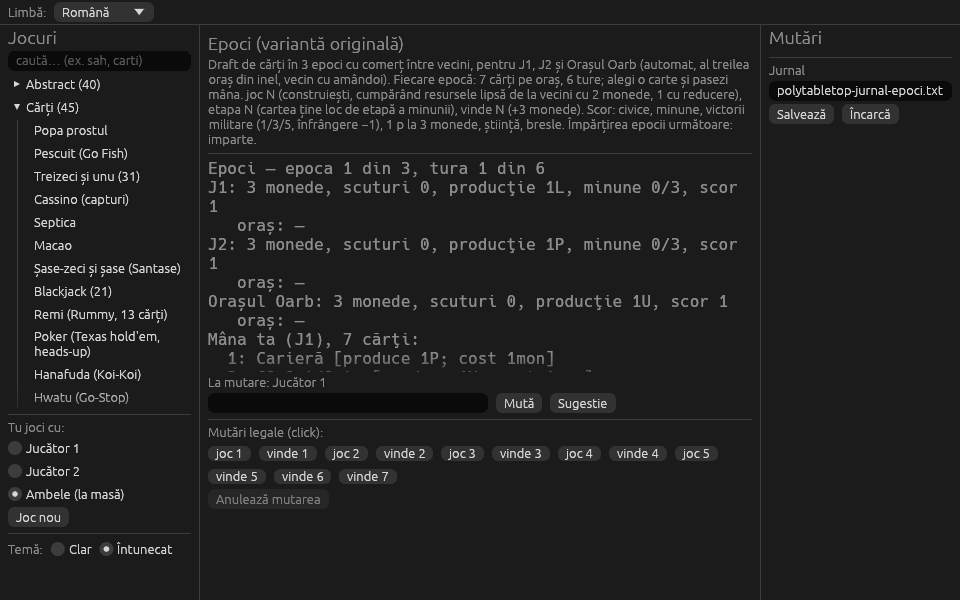 Limbă: Română
Jocuri
caută... (ex. sah, carti)
Abstract (40)
Cărți (45)
Popa prostul
Pescuit (Go Fish)
Treizeci și unu (31)
Cassino (capturi)
Septica
Macao
Șase-zeci și șase (Santase)
Blackjack (21)
Remi (Rummy, 13 cărți)
Poker (Texas hold'em,
heads-up)
Hanafuda (Koi-Koi)
Hwatu (Go-Stop)
Tu joci cu:
Jucător 1
Jucător 2
Ambele (la masă)
Joc nou
Temă: Clar Întunecat
Epoci (variantă originală)
Draft de cărți în 3 epoci cu comerț între vecini, pentru J1, J2 și Orașul Oarb (automat, al treilea
oraș din inel, vecin cu amândoi). Fiecare epocă: 7 cărți pe oraș, 6 ture; alegi o carte și pasezi
mâna. joc N (construiești, cumpărând resursele lipsă de la vecini cu 2 monede, 1 cu reducere),
etapa N (cartea ține loc de etapă a minunii), vinde N (+3 monede). Scor: civice, minune, victorii
militare (1/3/5, înfrângere −1), 1 p la 3 monede, știință, bresle. Împărțirea epocii următoare:
imparte.
Epoci — epoca 1 din 3, tura 1 din 6
J1: 3 monede, scuturi 0, producţie 1L, minune 0/3, scor
1
oraș: —
J2: 3 monede, scuturi 0, producţie 1P, minune 0/3, scor
1
oraș: —
Orașul Oarb: 3 monede, scuturi 0, producţie 1U, scor 1
oraș: —
Mâna ta (J1), 7 cărţi:
1: Carieră [produce 1P; cost 1mon]
La mutare: Jucător 1
Mută Sugestie
Mutări legale (click):
joc 1 vinde 1 joc 2 vinde 2 joc 3 vinde 3 joc 4 vinde 4 joc 5
vinde 5 vinde 6 vinde 7
Anulează mutarea
Mutări
Jurnal
polytabletop-jurnal-epoci.txt
Salvează Încarcă